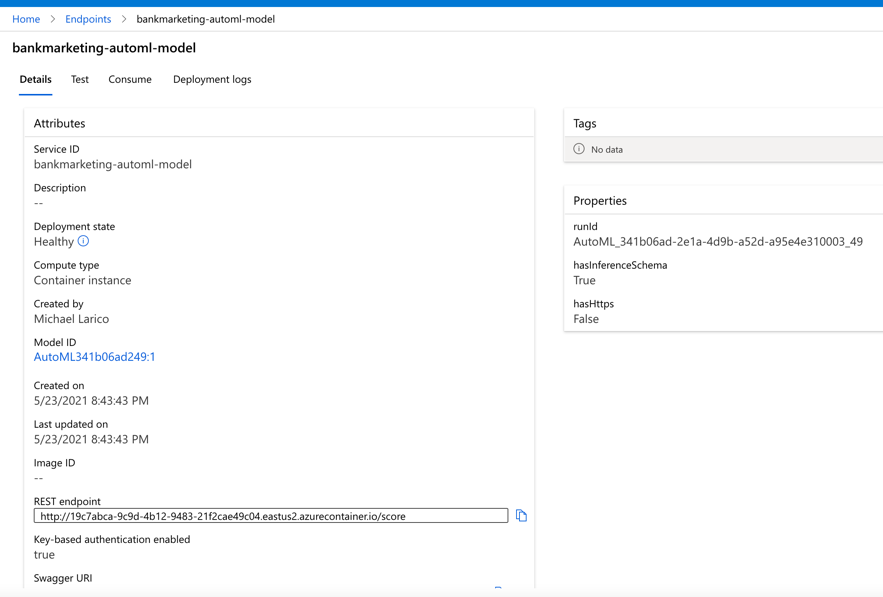 Home > Endpoints > bankmarketing-automl-model
bankmarketing-automl-model
Details Test Consume Deployment logs
Attributes
Service ID
bankmarketing-automl-model
Description
--
Deployment state
Healthy
Compute type
Container instance
Created by
Michael Larico
Model ID
AutoML341b06ad249:1
Created on
5/23/2021 8:43:43 PM
Last updated on
5/23/2021 8:43:43 PM
Image ID
--
REST endpoint
http://19c7abca-9c9d-4b12-9483-21f2cae49c04.eastus2.azurecontainer.io/score
Key-based authentication enabled
true
Swagger URI
Tags
No data
Properties
runId
AutoML_341b06ad-2e1a-4d9b-a52d-a95e4e310003_49
hasInferenceSchema
True
hasHttps
False